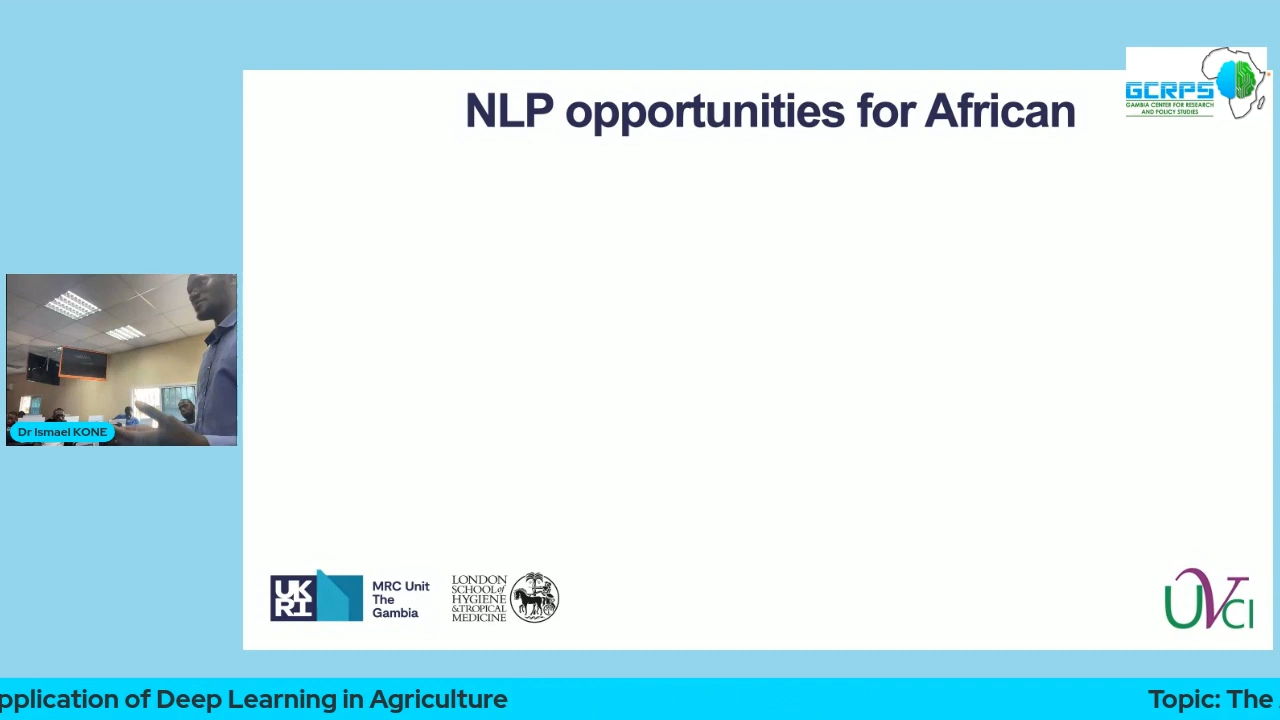 NLP opportunities for African
GCRPS
GAMBIA CENTER FOR RESEARCH
AND POLICY STUDIES
Dr Ismael KONE
UK
RI
MRC Unit
The
Gambia
LONDON
SCHOOL of
HYGIENE
&TROPICAL
MEDICINE
UVCI
pplication of Deep Learning in Agriculture
Topic: The